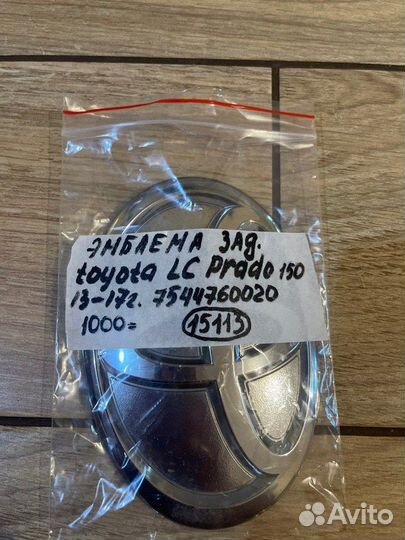 ЭМБЛЕМА ЗАД.
toyota LC Prado 150
13-17г. 7544760020
1000= 15113
Avito